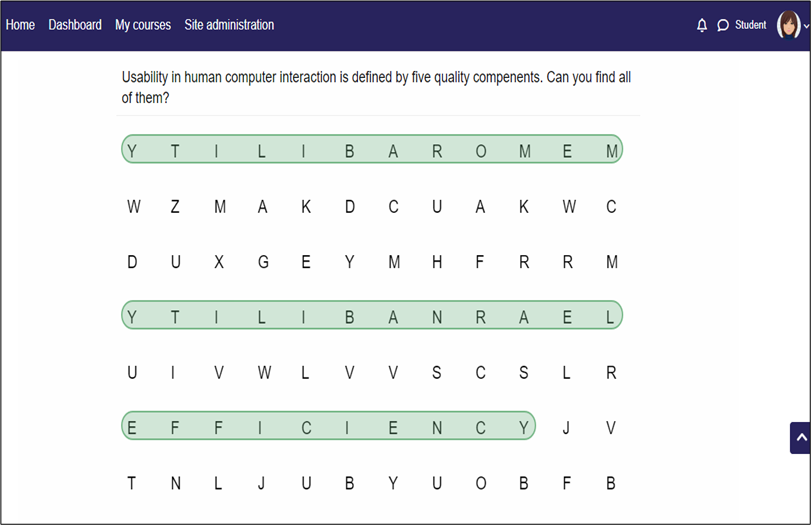 Home Dashboard My courses Site administration Student
Usability in human computer interaction is defined by five quality compenents. Can you find all
of them?
Y T I L I B A R O M E M
W Z M A K D C U A K W C
D U X G E Y M H F R R M
Y T I L I B A N R A E L
U I V W L V V S C S L R
E F F I C I E N C Y J V
T N L J U B Y U O B F B